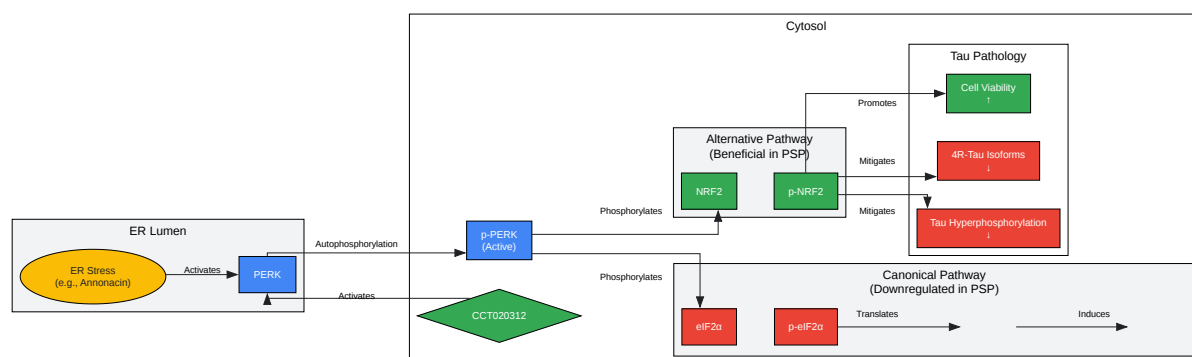 Cytosol
Tau Pathology
Cell Viability
↑
Promotes
Alternative Pathway
(Beneficial in PSP)
4R-Tau Isoforms
↓
Mitigates
NRF2
p-NRF2
Phosphorylates
Mitigates
Tau Hyperphosphorylation
↓
ER Lumen
Autophosphorylation
p-PERK
(Active)
ER Stress
(e.g., Annonacin)
Activates
PERK
Phosphorylates
Canonical Pathway
(Downregulated in PSP)
Activates
CCT020312
eIF2α
p-eIF2α
Translates
Induces